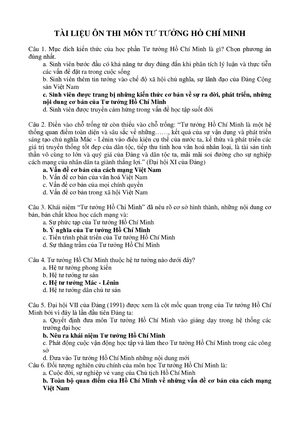 TÀI LIỆU ÔN THI MÔN TƯ TƯỞNG HỒ CHÍ MINH
Câu 1. Mục đích kiến thức của học phần Tư tưởng Hồ Chí Minh là gì? Chọn phương án
đúng nhất.
a. Sinh viên bước đầu có khả năng tư duy đúng đắn khi phân tích lý luận và thực tiễn
các vấn đề đặt ra trong cuộc sống
b. Sinh viên thêm tin tưởng vào chế độ xã hội chủ nghĩa, sự lãnh đạo của Đảng Cộng
sản Việt Nam
c. Sinh viên được trang bị những kiến thức cơ bản về sự ra đời, phát triển, những
nội dung cơ bản của Tư tưởng Hồ Chí Minh
d. Sinh viên được truyền cảm hứng trong vấn đề học tập suốt đời
Câu 2. Điền vào chỗ trống từ còn thiếu vào chỗ trống: "Tư tưởng Hồ Chí Minh là một hệ
thống quan điểm toàn diện và sâu sắc về những……, kết quả của sự vận dụng và phát triển
sáng tạo chủ nghĩa Mác - Lênin vào điều kiện cụ thể của nước ta, kế thừa và phát triển các
giá trị truyền thống tốt đẹp của dân tộc, tiếp thu tinh hoa văn hoá nhân loại, là tài sản tinh
thần vô cùng to lớn và quý giá của Đảng và dân tộc ta, mãi mãi soi đường cho sự nghiệp
cách mạng của nhân dân ta giành thắng lợi." (Đại hội XI của Đảng)
a. Vấn đề cơ bản của cách mạng Việt Nam
b. Vấn đề cơ bản của văn hoá Việt Nam
c. Vấn đề cơ bản của mọi chính quyền
d. Vấn đề cơ bản của xã hội Việt Nam
Câu 3. Khái niệm "Tư tưởng Hồ Chí Minh" đã nêu rõ cơ sở hình thành, những nội dung cơ
bản, bản chất khoa học cách mạng và:
a. Sự phức tạp của Tư tưởng Hồ Chí Minh
b. Ý nghĩa của Tư tưởng Hồ Chí Minh
c. Tiến trình phát triển của Tư tưởng Hồ Chí Minh
d. Sự thăng trầm của Tư tưởng Hồ Chí Minh
Câu 4. Tư tưởng Hồ Chí Minh thuộc hệ tư tưởng nào dưới đây?
a. Hệ tư tưởng phong kiến
b. Hệ tư tưởng tư sản
c. Hệ tư tưởng Mác - Lênin
d. Hệ tư tưởng dân chủ tư sản
Câu 5. Đại hội VII của Đảng (1991) được xem là cột mốc quan trọng của Tư tưởng Hồ Chí
Minh bởi vì đây là lần đầu tiên Đảng ta:
a. Quyết định đưa môn Tư tưởng Hồ Chí Minh vào giảng dạy trong hệ thống các
trường đại học
b. Nêu ra khái niệm Tư tưởng Hồ Chí Minh
c. Phát động cuộc vận động học tập và làm theo Tư tưởng Hồ Chí Minh trong cả nước
cơ sở
d. Đưa vào Tư tưởng Hồ Chí Minh những nội dung mới
Câu 6. Đối tượng nghiên cứu chính của môn học Tư tưởng Hồ Chí Minh là:
a. Cuộc đời, sự nghiệp vẻ vang của Chủ tịch Hồ Chí Minh
b. Toàn bộ quan điểm của Hồ Chí Minh về những vấn đề cơ bản của cách mạng
Việt Nam